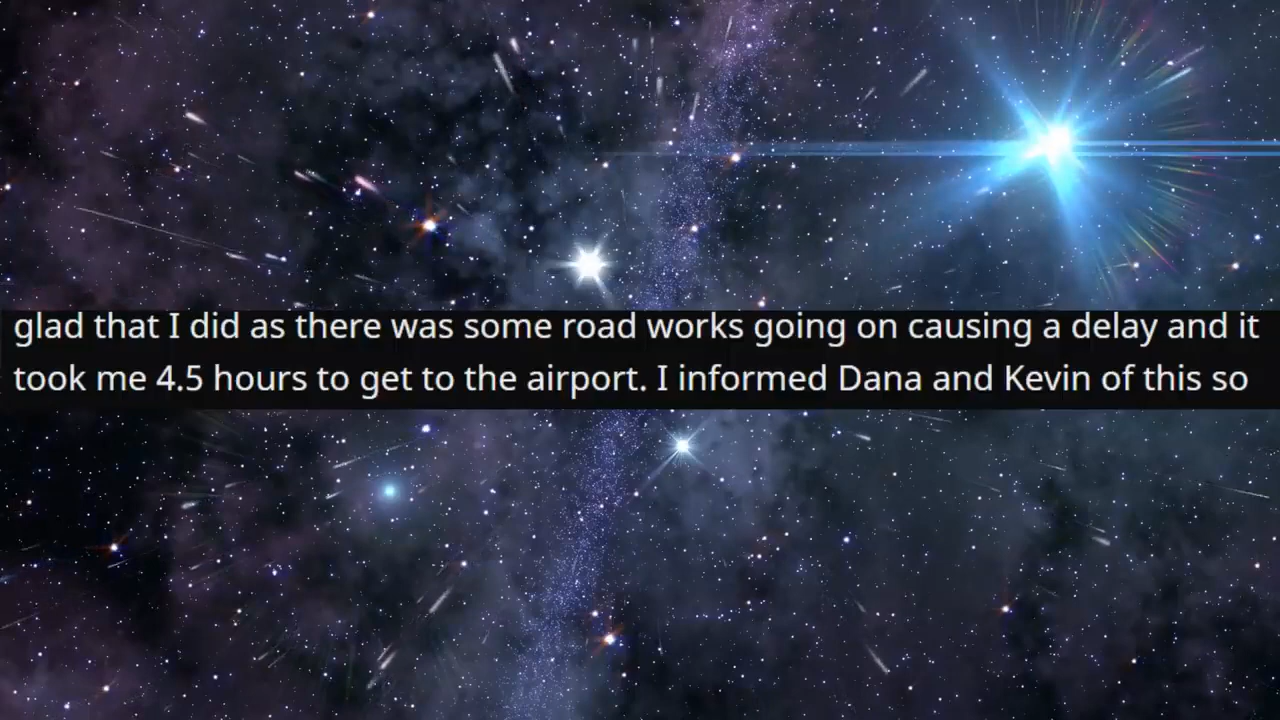 glad that I did as there was some road works going on causing a delay and it
took me 4.5 hours to get to the airport. I informed Dana and Kevin of this so